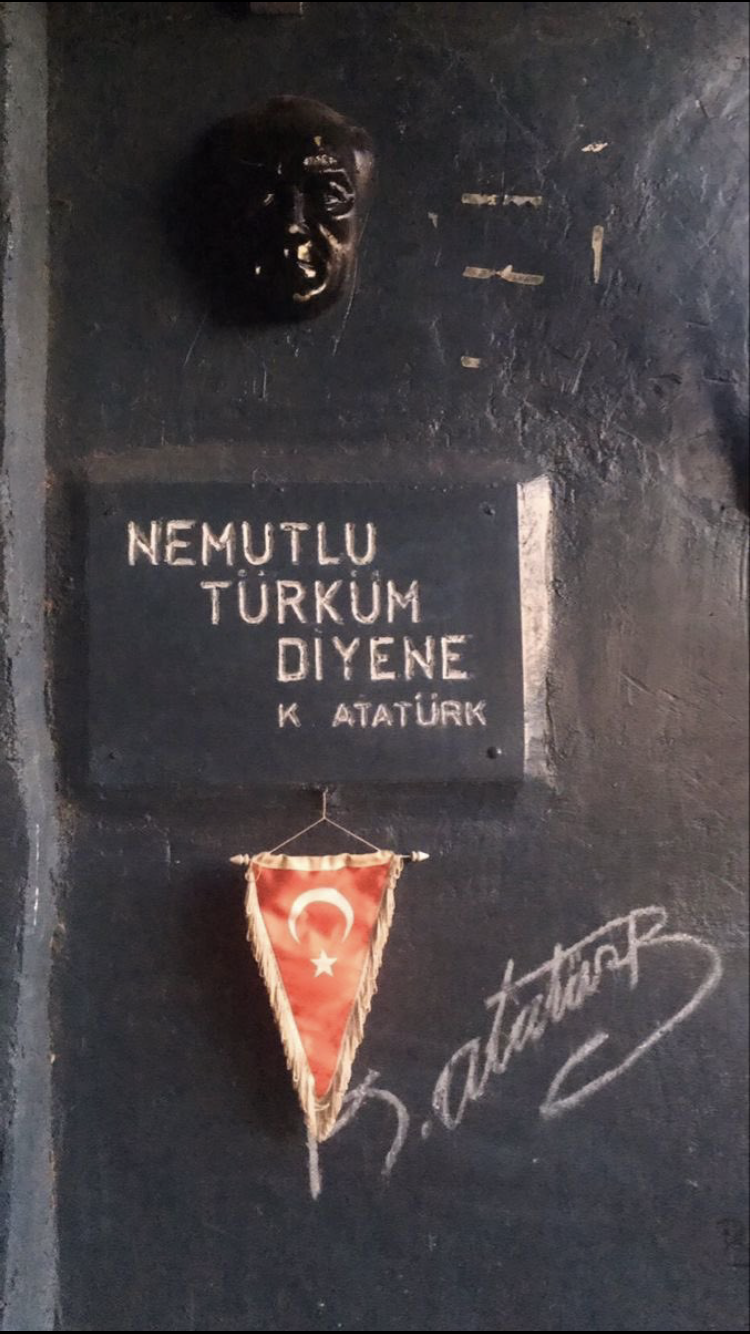 NEMUTLU
TÜRKÜM
DİYENE
K ATATÜRK
K. Atatürk